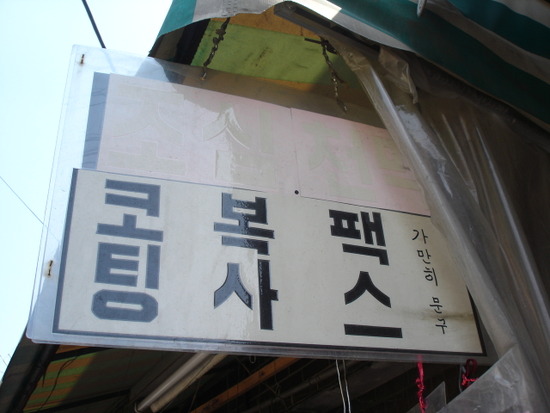 코팅
복사
팩스
가만히 문구